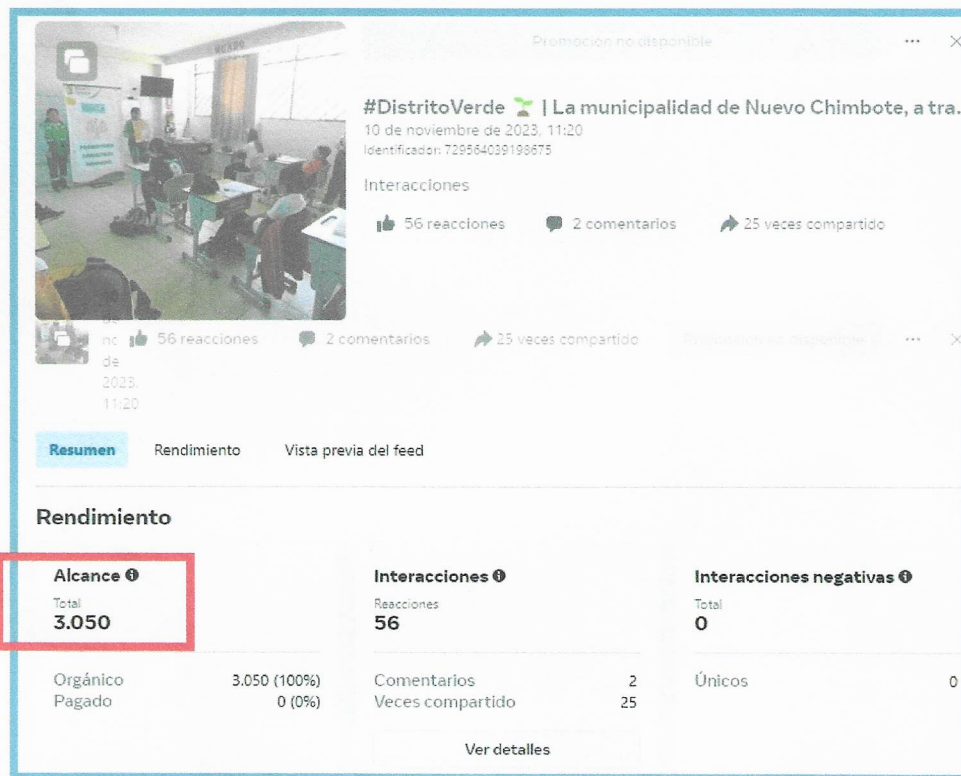 Promoción no disponible
#DistritoVerde 🌱 | La municipalidad de Nuevo Chimbote, a tra.
10 de noviembre de 2023, 11:20
Identificador: 729564039198675
Interacciones
56 reacciones 2 comentarios 25 veces compartido
nc 56 reacciones 2 comentarios 25 veces compartido Promoción no disponible
de
2023,
11:20
Resumen Rendimiento Vista previa del feed
Rendimiento
Alcance
Total
3.050
Orgánico 3.050 (100%)
Pagado 0 (0%)
Interacciones
Reacciones
56
Comentarios 2
Veces compartido 25
Ver detalles
Interacciones negativas
Total
0
Únicos 0